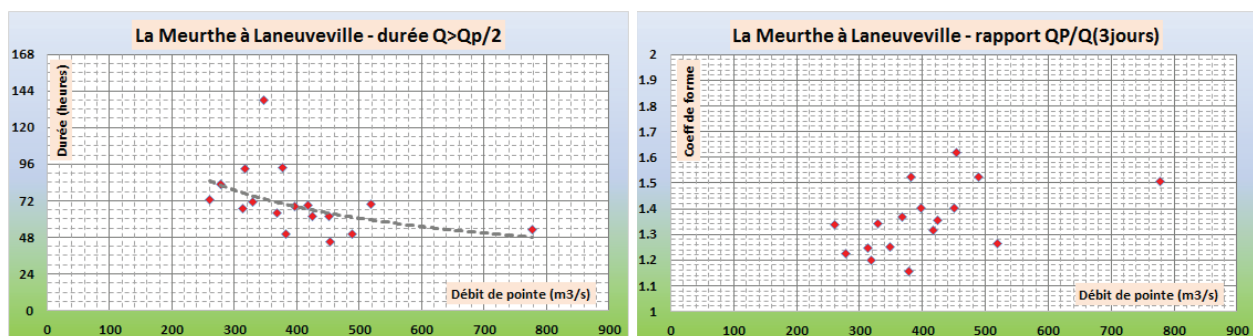 La Meurthe à Laneuveville - durée Q>Qp/2
Durée (heures)
168
144
120
96
72
48
24
0
Débit de pointe (m3/s)
0 100 200 300 400 500 600 700 800 900
La Meurthe à Laneuveville - rapport QP/Q(3jours)
Coeff de forme
2
1.9
1.8
1.7
1.6
1.5
1.4
1.3
1.2
1.1
1
Débit de pointe (m3/s)
0 100 200 300 400 500 600 700 800 900